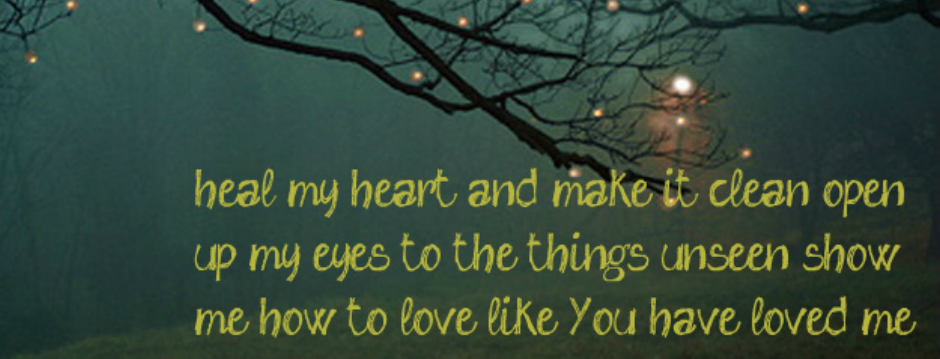 heal my heart and make it clean open
up my eyes to the things unseen show
me how to love like You have loved me